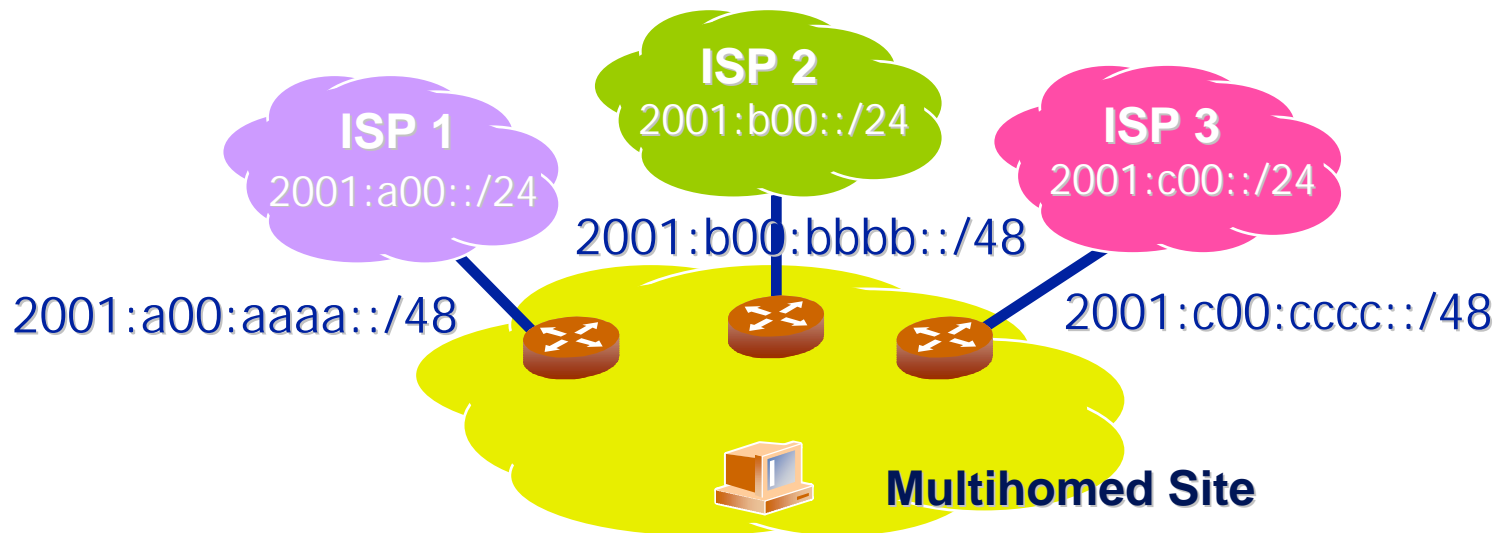 ISP 1
2001:a00::/24
ISP 2
2001:b00::/24
ISP 3
2001:c00::/24
2001:a00:aaaa::/48
2001:b00:bbbb::/48
2001:c00:cccc::/48
Multihomed Site